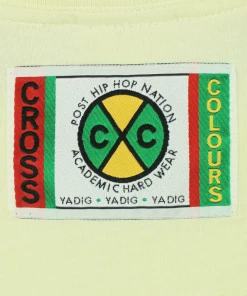 CROSS
POST HIP HOP NATION
C C
ACADEMIC HARD WEAR
YADIG • YADIG • YADIG
COLOURS